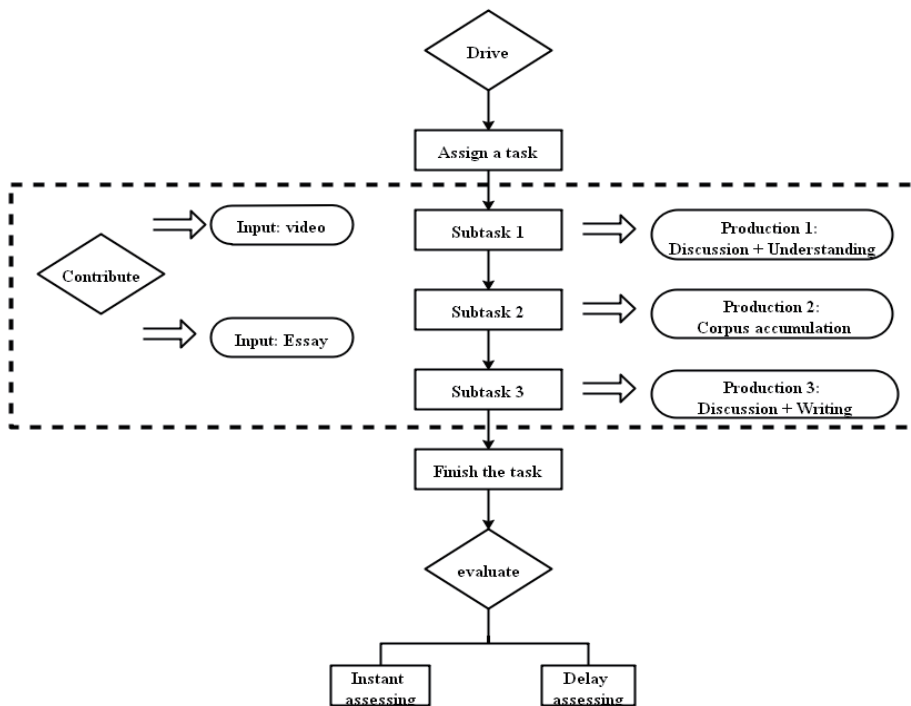 Drive
Assign a task
Input: video
Subtask 1
Production 1:
Discussion + Understanding
Contribute
Subtask 2
Production 2:
Corpus accumulation
Input: Essay
Subtask 3
Production 3:
Discussion + Writing
Finish the task
evaluate
Instant
assessing
Delay
assessing